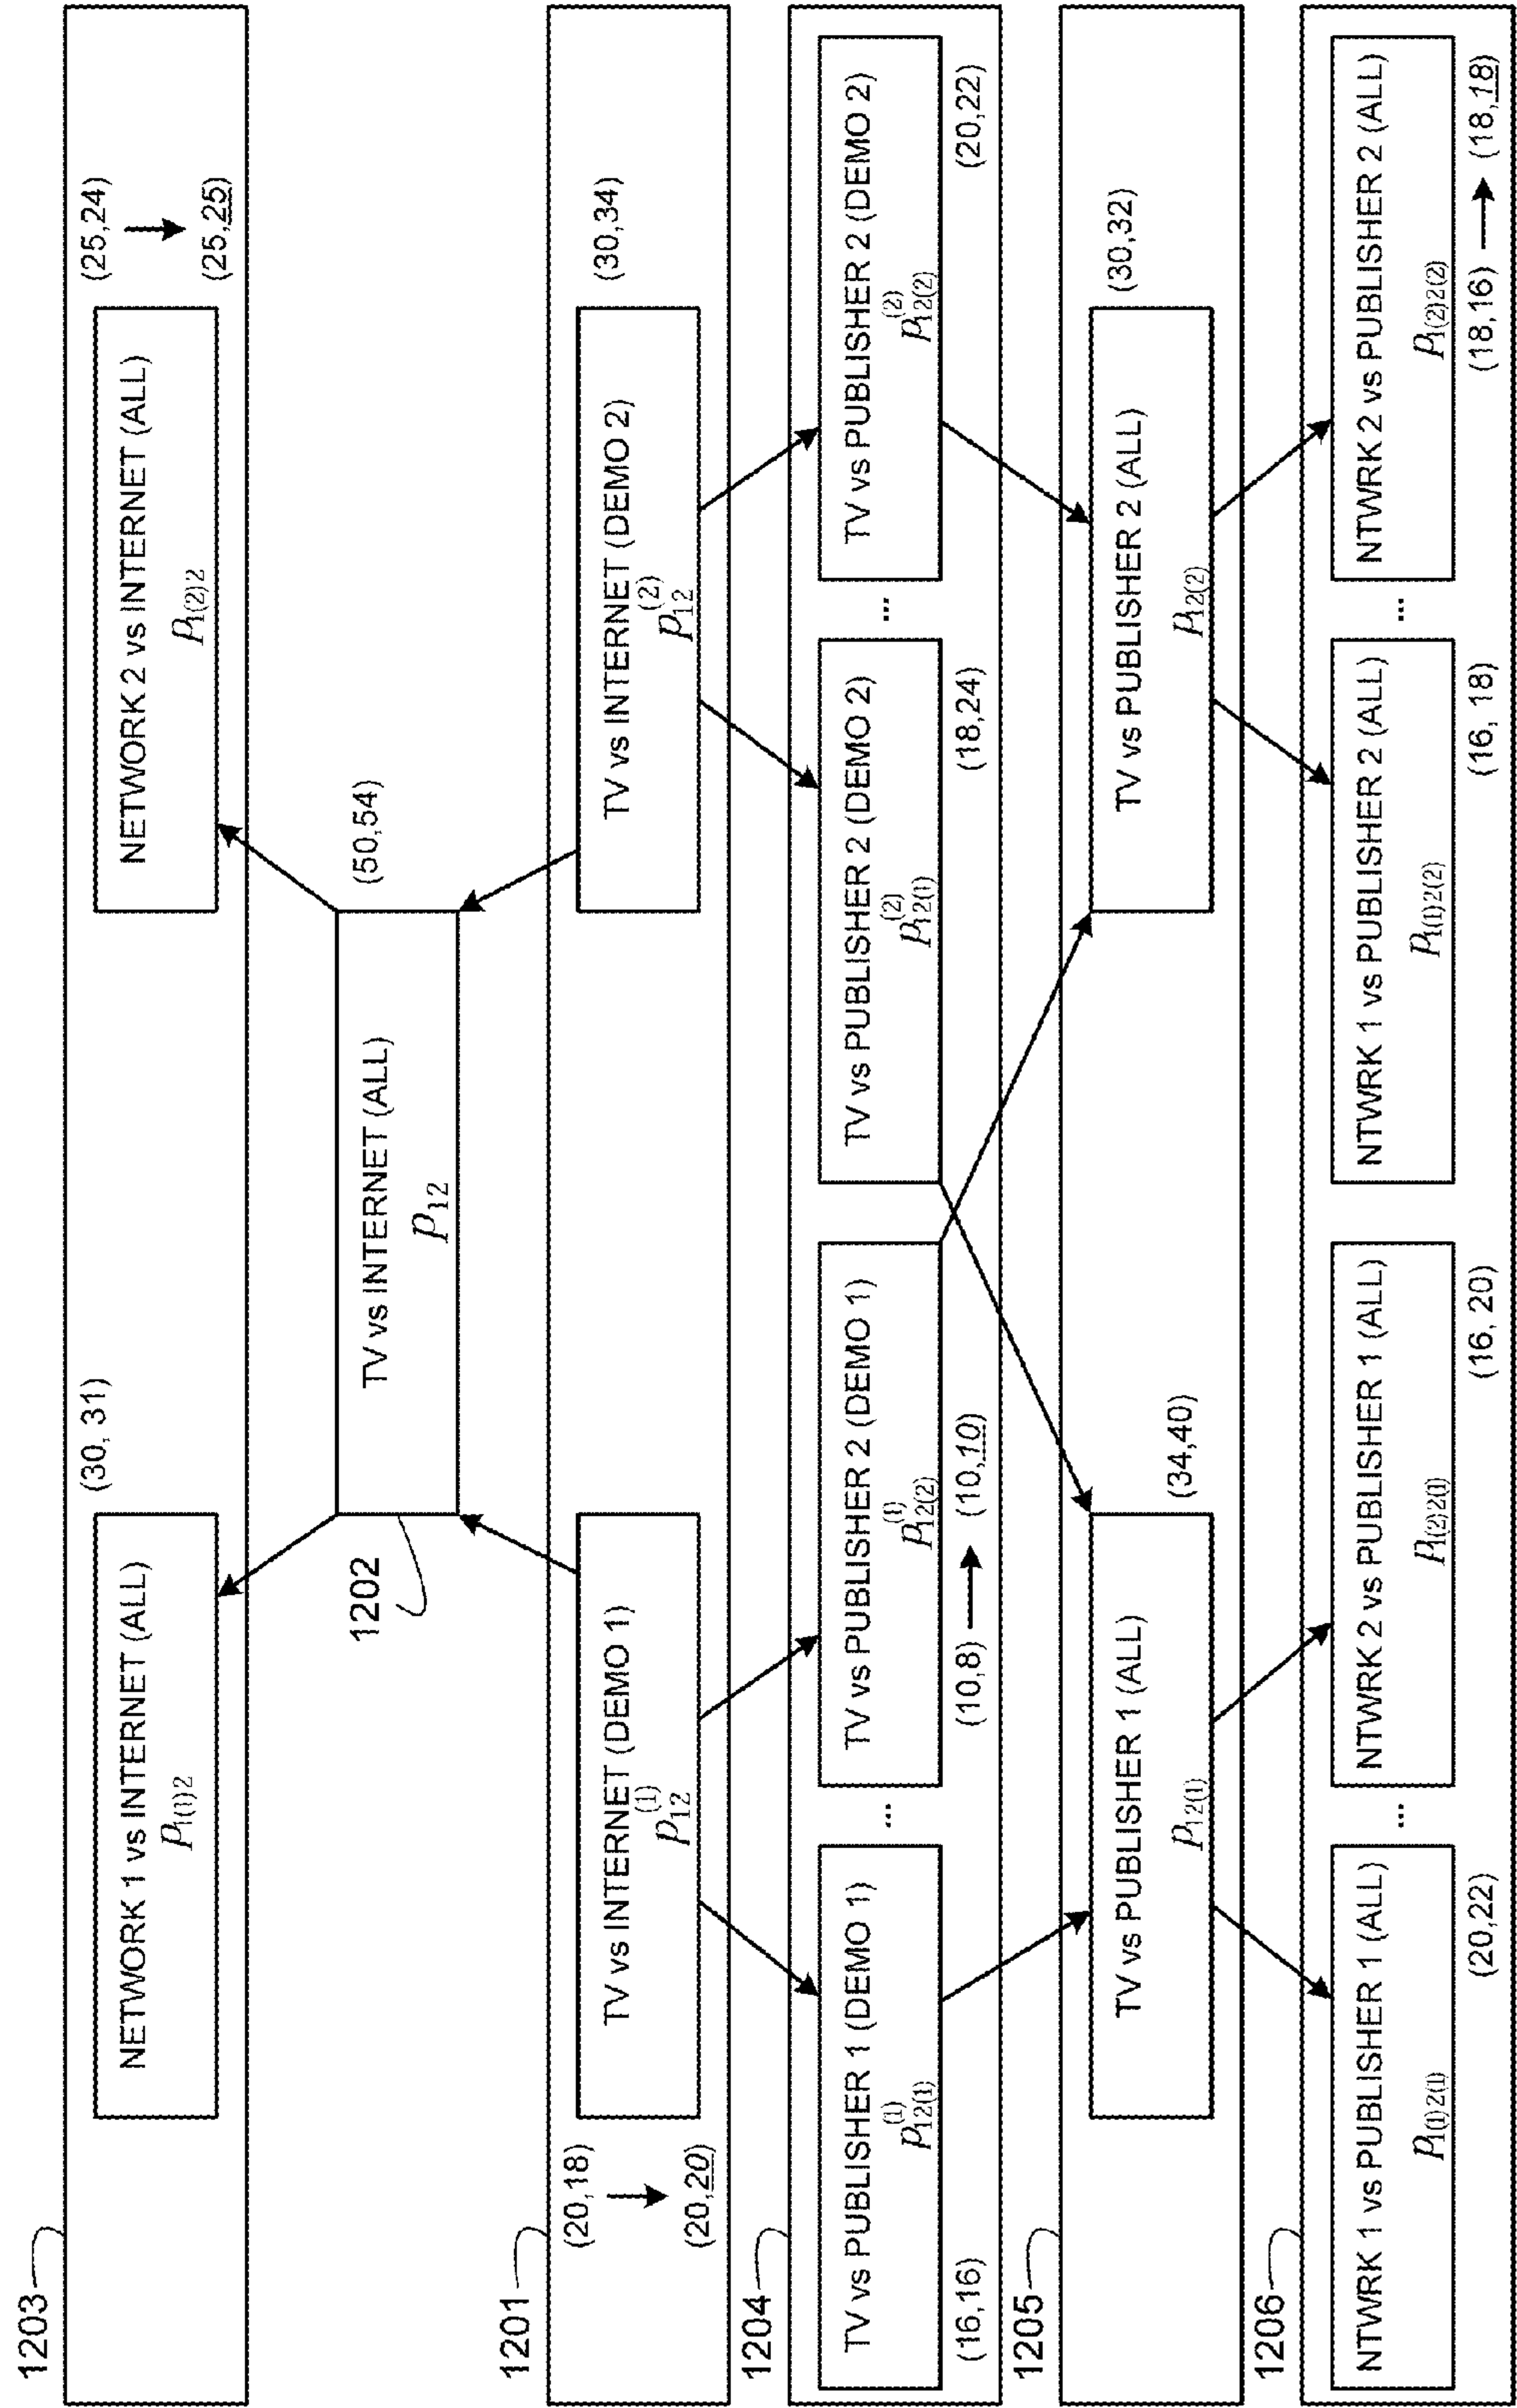 1203
NETWORK 1 vs INTERNET (ALL)
p1(1)2
(30, 31)
NETWORK 2 vs INTERNET (ALL)
p1(2)2
(25,24)
(25,25)
1202
TV vs INTERNET (ALL)
p12
(50,54)
1201
(20,18)
(20,20)
TV vs INTERNET (DEMO 1)
p12(1)
TV vs INTERNET (DEMO 2)
p12(2)
(30,34)
1204
TV vs PUBLISHER 1 (DEMO 1)
p12(1)(1)
(16,16)
...
TV vs PUBLISHER 2 (DEMO 1)
p12(2)(1)
(10,8) → (10,10)
TV vs PUBLISHER 2 (DEMO 2)
p12(1)(2)
(18,24)
...
TV vs PUBLISHER 2 (DEMO 2)
p12(2)(2)
(20,22)
1205
TV vs PUBLISHER 1 (ALL)
p12(1)
(34,40)
TV vs PUBLISHER 2 (ALL)
p12(2)
(30,32)
1206
NTWRK 1 vs PUBLISHER 1 (ALL)
p1(1)2(1)
(20,22)
...
NTWRK 2 vs PUBLISHER 1 (ALL)
p1(2)2(1)
(16, 20)
NTWRK 1 vs PUBLISHER 2 (ALL)
p1(1)2(2)
(16, 18)
...
NTWRK 2 vs PUBLISHER 2 (ALL)
p1(2)2(2)
(18,16) → (18,18)